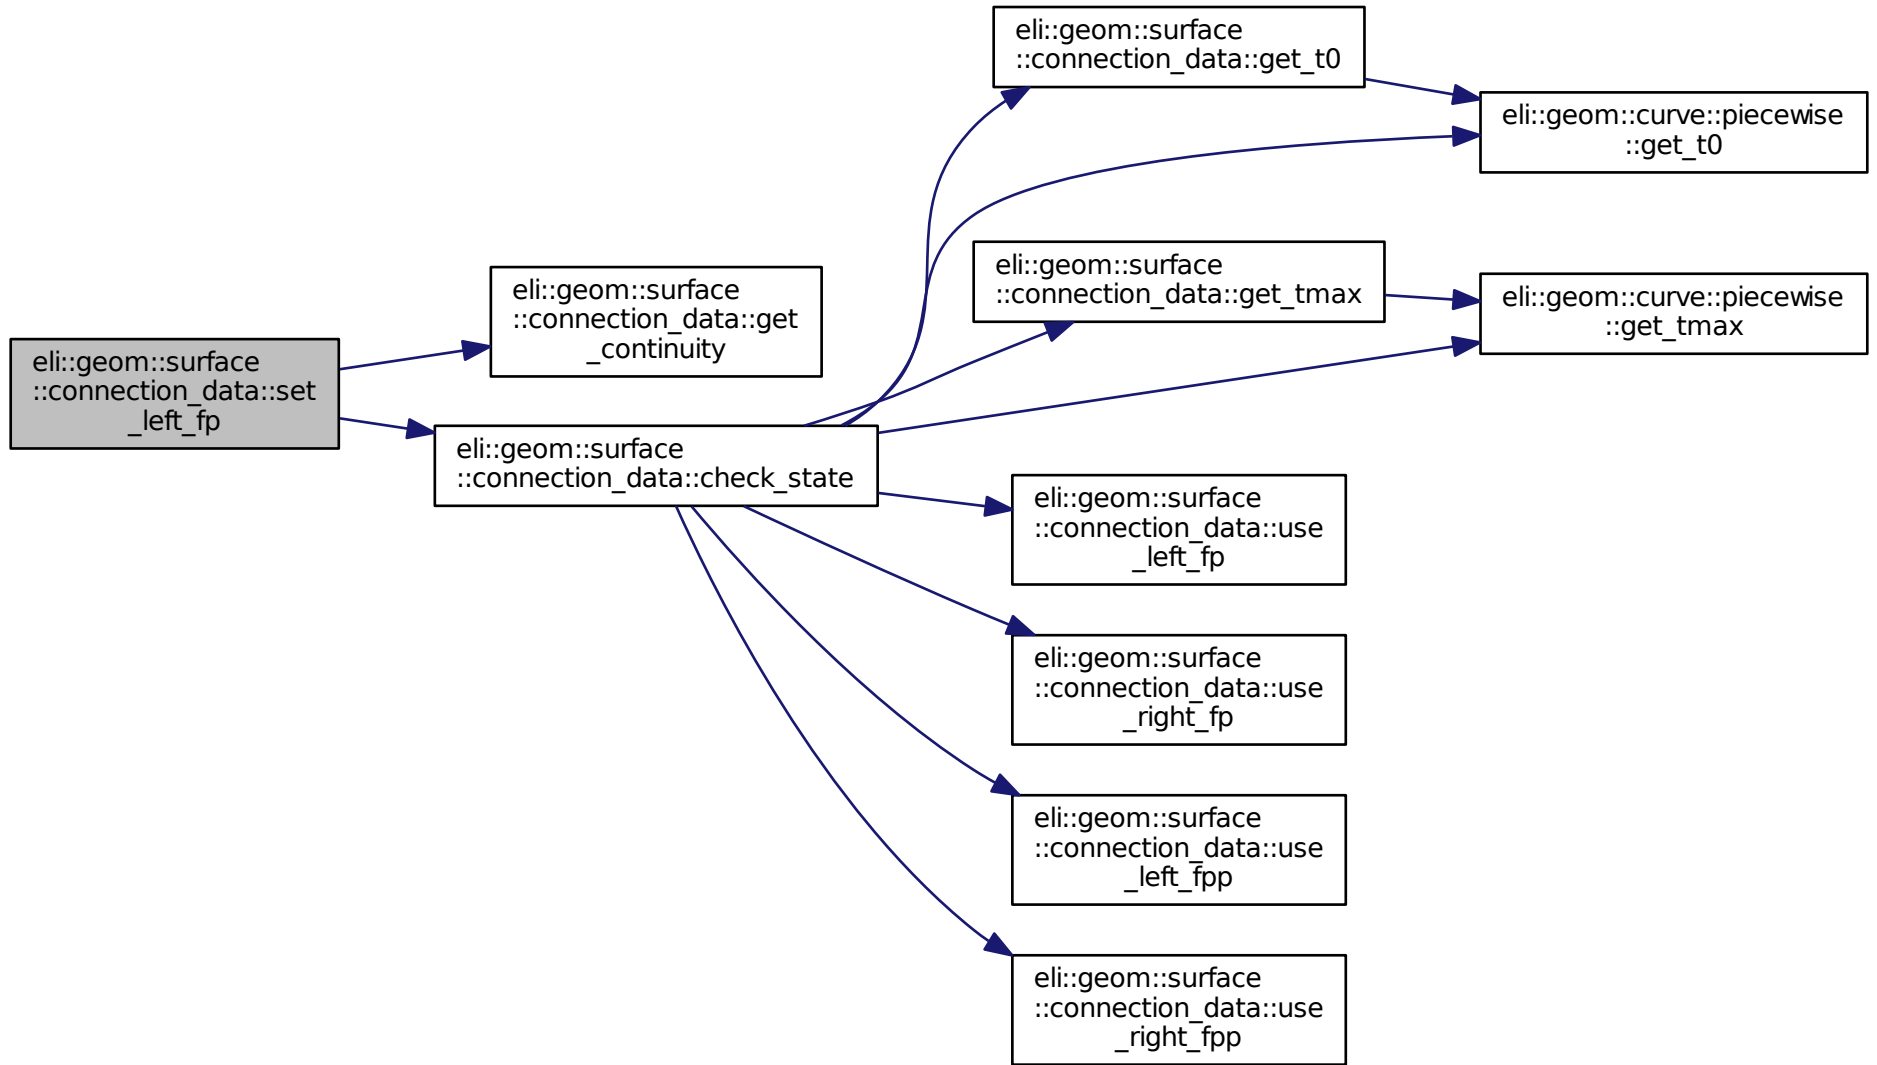 eli::geom::surface
::connection_data::set
_left_fp
eli::geom::surface
::connection_data::get
_continuity
eli::geom::surface
::connection_data::check_state
eli::geom::surface
::connection_data::get_t0
eli::geom::curve::piecewise
::get_t0
eli::geom::surface
::connection_data::get_tmax
eli::geom::curve::piecewise
::get_tmax
eli::geom::surface
::connection_data::use
_left_fp
eli::geom::surface
::connection_data::use
_right_fp
eli::geom::surface
::connection_data::use
_left_fpp
eli::geom::surface
::connection_data::use
_right_fpp